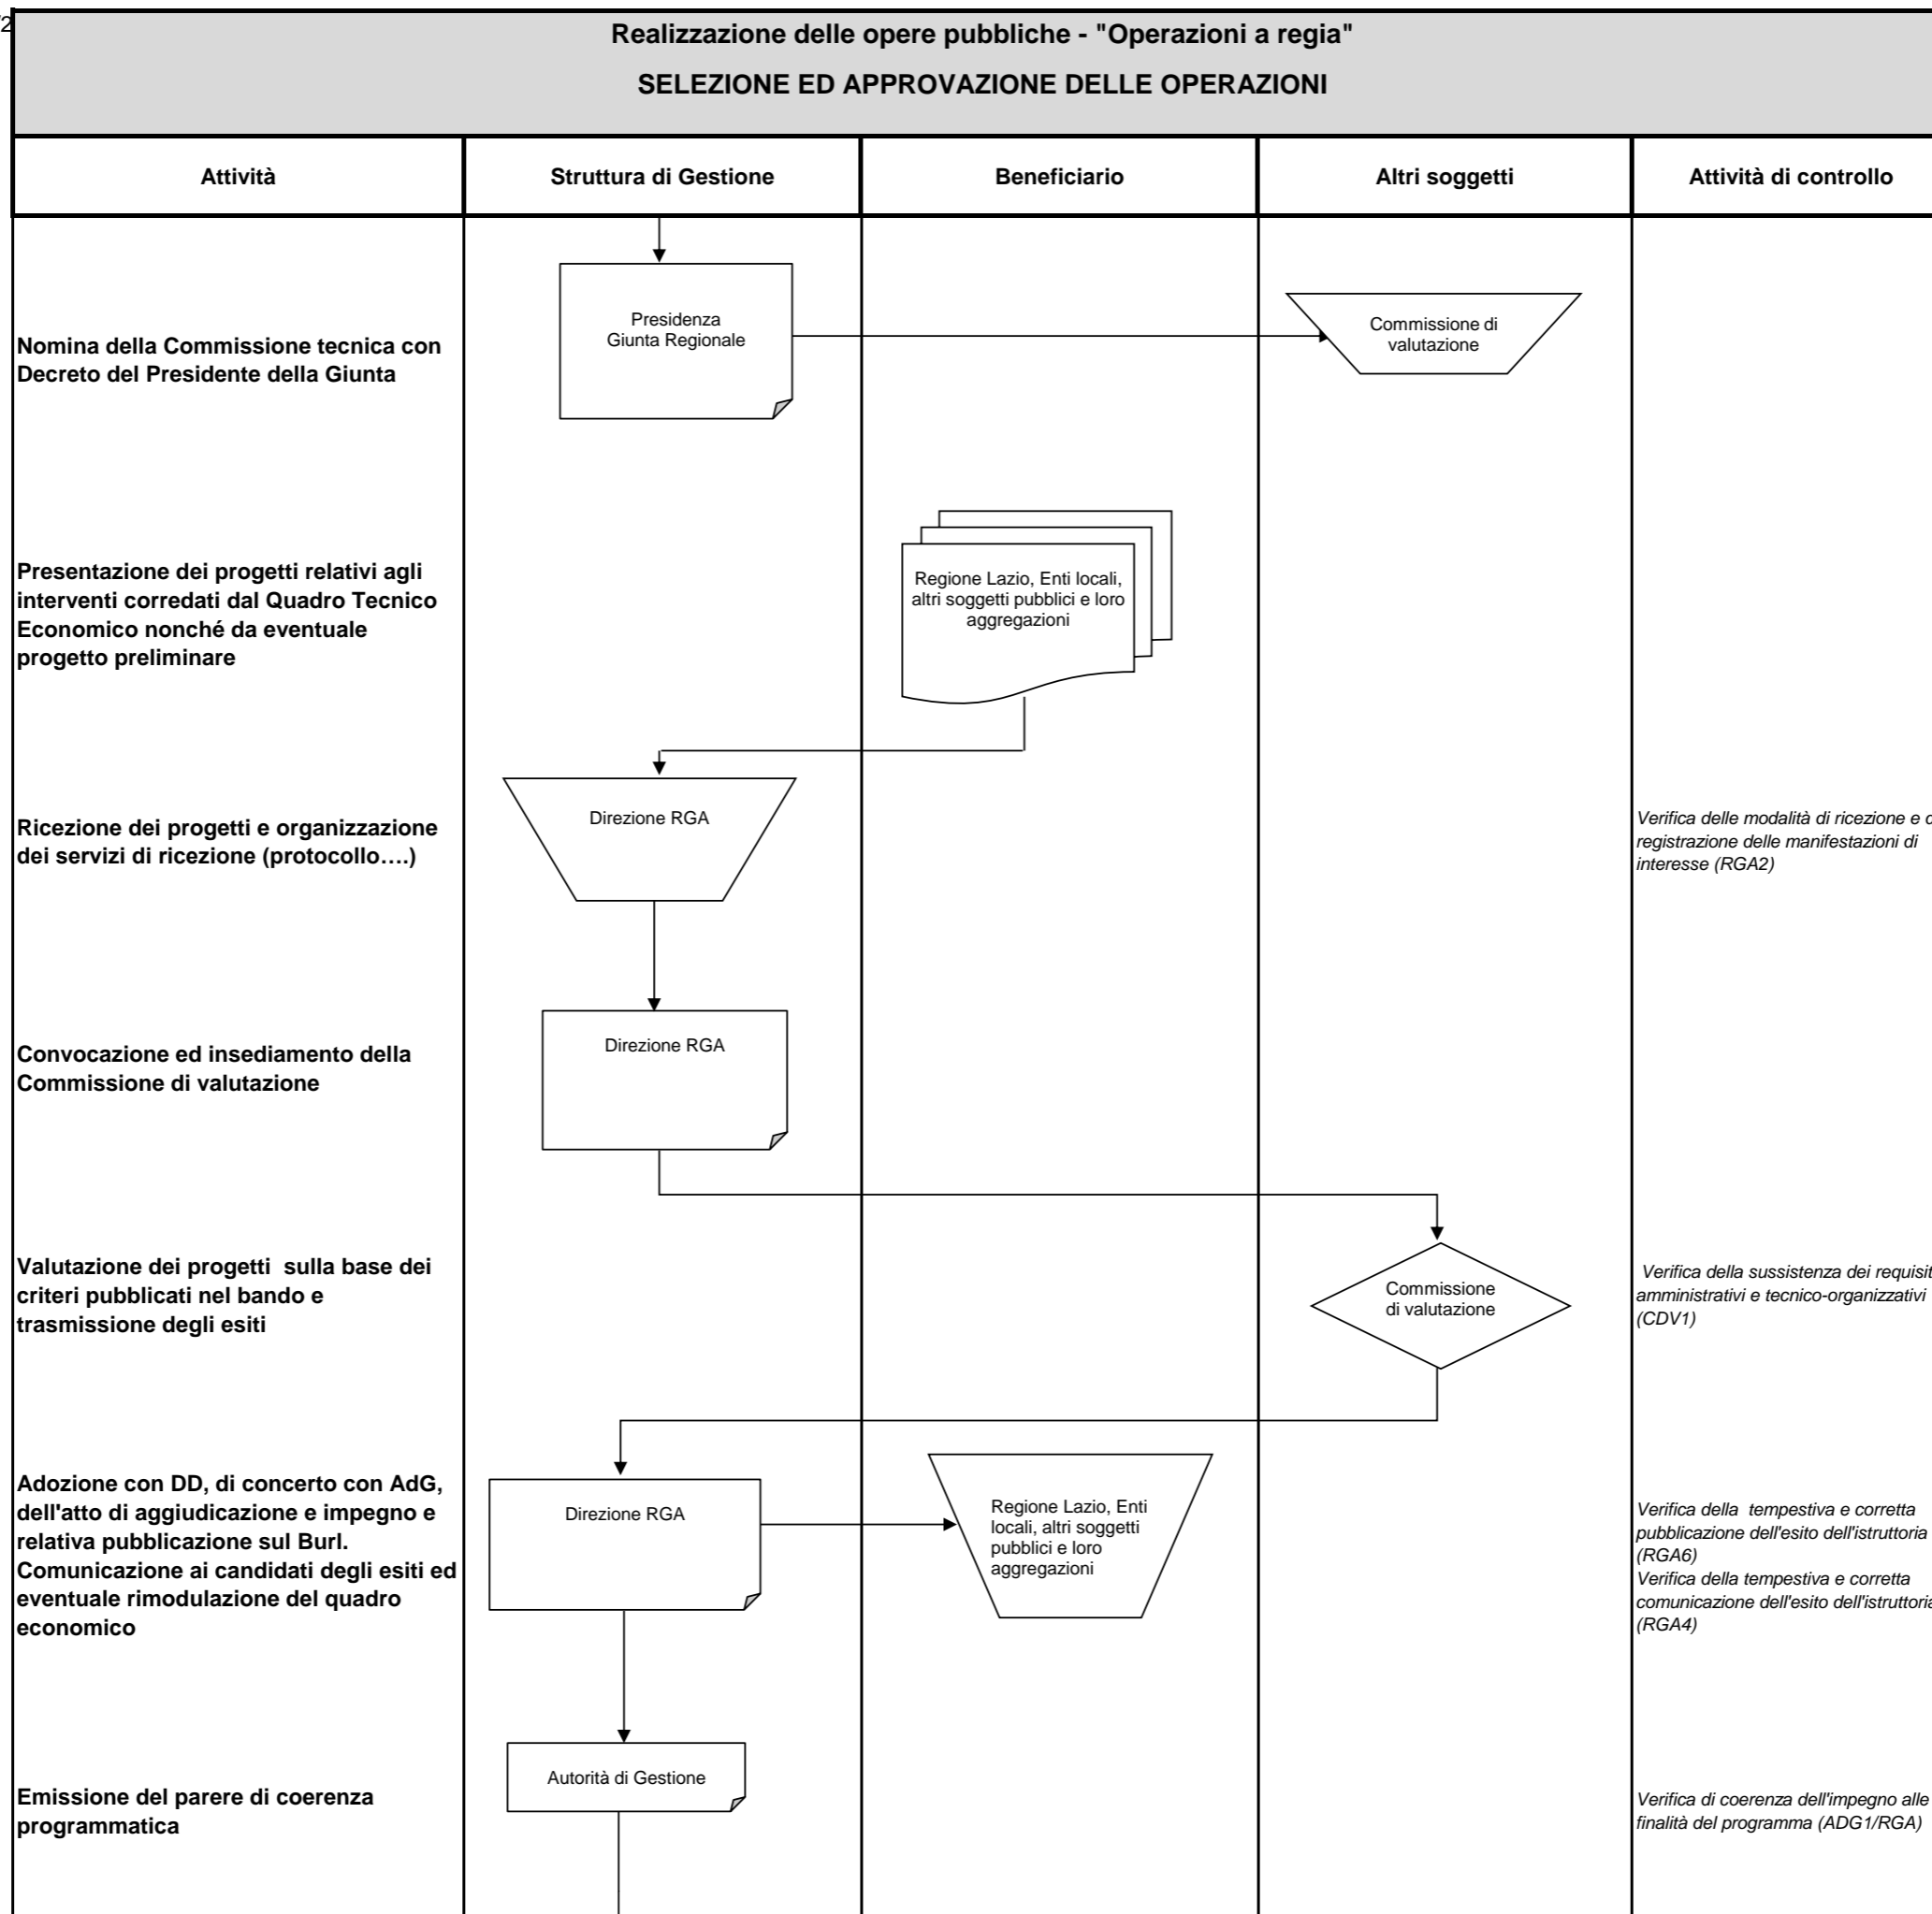 Realizzazione delle opere pubbliche - "Operazioni a regia"
SELEZIONE ED APPROVAZIONE DELLE OPERAZIONI
Attività
Struttura di Gestione
Beneficiario
Altri soggetti
Attività di controllo
Nomina della Commissione tecnica con
Decreto del Presidente della Giunta
Presidenza
Giunta Regionale
Commissione di
valutazione
Presentazione dei progetti relativi agli
interventi corredati dal Quadro Tecnico
Economico nonché da eventuale
progetto preliminare
Regione Lazio, Enti locali,
altri soggetti pubblici e loro
aggregazioni
Ricezione dei progetti e organizzazione
dei servizi di ricezione (protocollo….)
Direzione RGA
Verifica delle modalità di ricezione e
registrazione delle manifestazioni di
interesse (RGA2)
Convocazione ed insediamento della
Commissione di valutazione
Direzione RGA
Valutazione dei progetti sulla base dei
criteri pubblicati nel bando e
trasmissione degli esiti
Commissione
di valutazione
Verifica della sussistenza dei requisit
amministrativi e tecnico-organizzativi
(CDV1)
Adozione con DD, di concerto con AdG,
dell'atto di aggiudicazione e impegno e
relativa pubblicazione sul Burl.
Comunicazione ai candidati degli esiti ed
eventuale rimodulazione del quadro
economico
Direzione RGA
Regione Lazio, Enti
locali, altri soggetti
pubblici e loro
aggregazioni
Verifica della tempestiva e corretta
pubblicazione dell'esito dell'istruttoria
(RGA6)
Verifica della tempestiva e corretta
comunicazione dell'esito dell'istruttoria
(RGA4)
Emissione del parere di coerenza
programmatica
Autorità di Gestione
Verifica di coerenza dell'impegno alle
finalità del programma (ADG1/RGA)